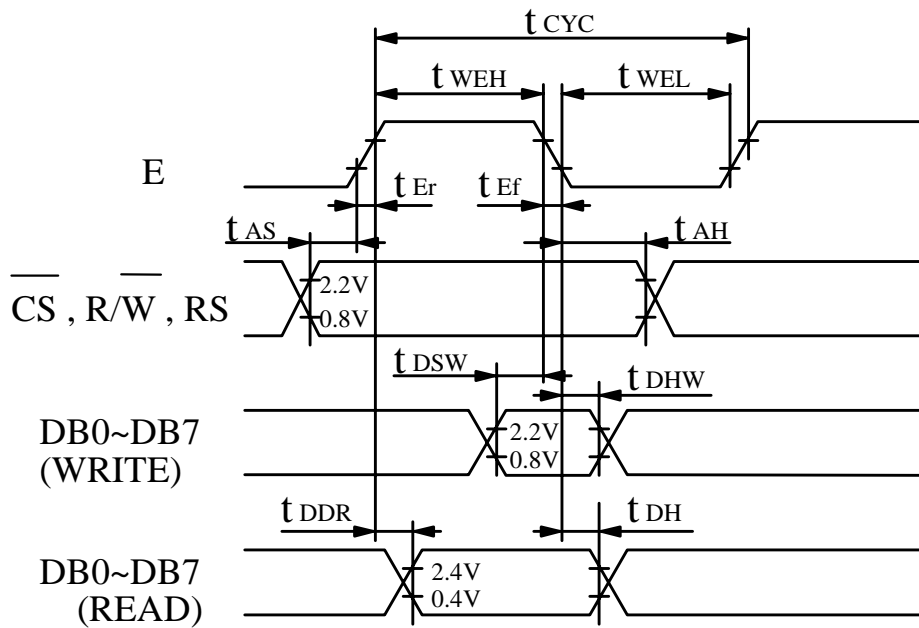 t CYC
t WEH
t WEL
E
t Er
t Ef
t AS
t AH
CS , R/W , RS
2.2V
0.8V
t DSW
t DHW
DB0~DB7
(WRITE)
2.2V
0.8V
t DDR
t DH
DB0~DB7
(READ)
2.4V
0.4V